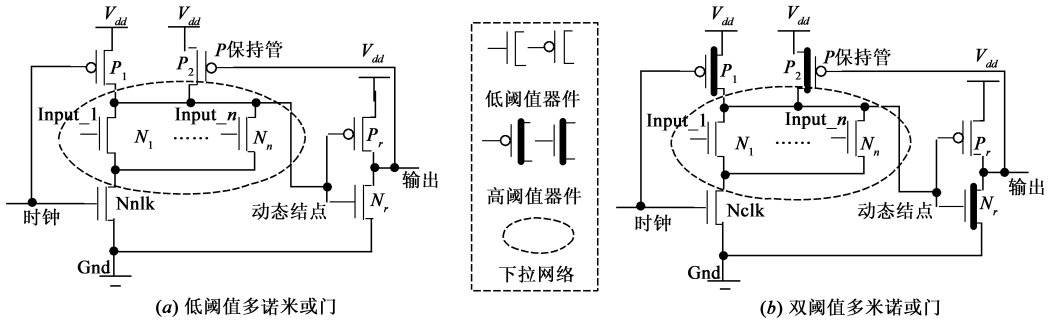 V_dd
V_dd
P_1
P_2
P保持管
V_dd
Input_1
Input_n
N_1
......
N_n
P_r
输出
时钟
Nnlk
动态结点
N_r
Gnd
(a) 低阈值多诺米或门
低阈值器件
高阈值器件
下拉网络
V_dd
V_dd
P_1
P_2
P保持管
V_dd
Input_1
Input_n
N_1
......
N_n
P_r
输出
时钟
Nclk
动态结点
N_r
Gnd
(b) 双阈值多米诺或门